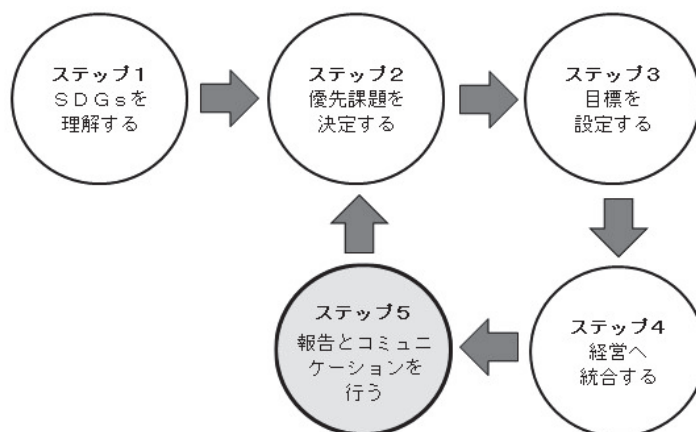 ステップ1
SDGsを
理解する
ステップ2
優先課題を
決定する
ステップ3
目標を
設定する
ステップ4
経営へ
統合する
ステップ5
報告とコミュニ
ケーションを
行う